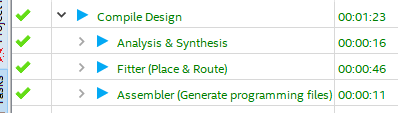 Compile Design 00:01:23
Analysis & Synthesis 00:00:16
Fitter (Place & Route) 00:00:46
Assembler (Generate programming files) 00:00:11
Tasks